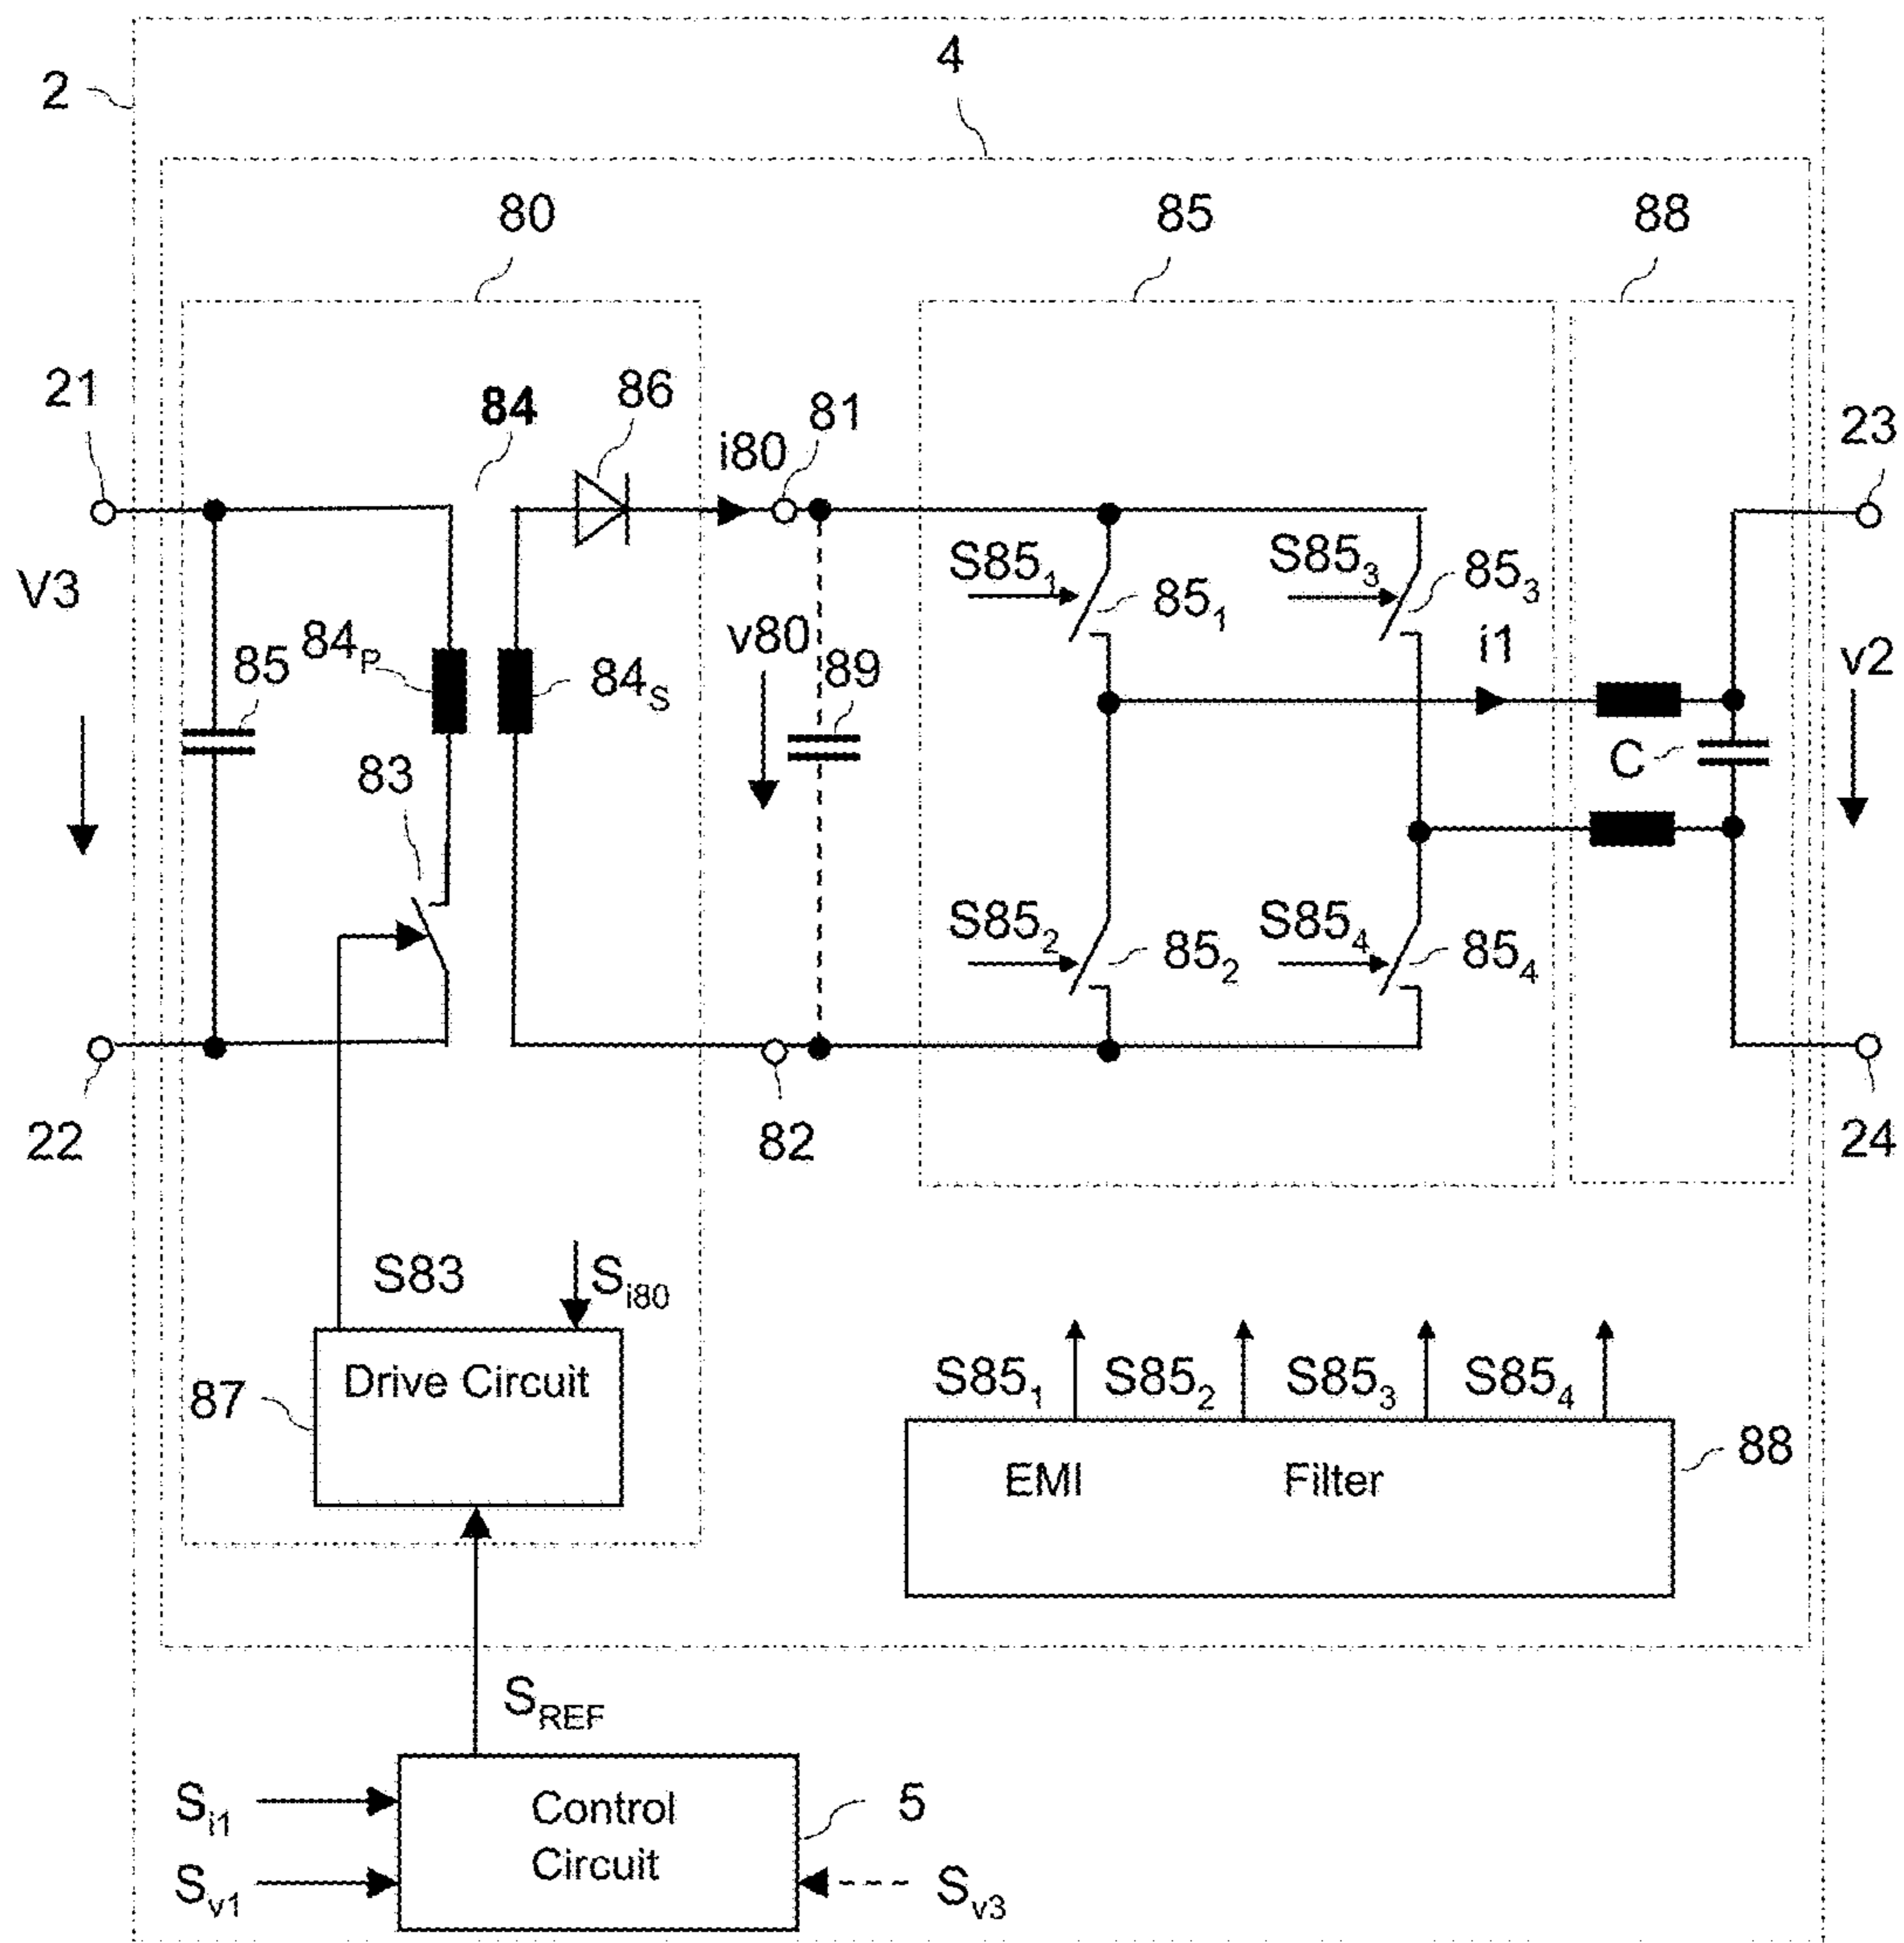 4
2
80
85
88
21
84
86
i80
81
23
V3
S85₁
85₁
S85₃
85₃
i1
v2
85
84P
84S
v80
89
C
83
S85₂
85₂
S85₄
85₄
22
82
24
S83
Si80
Drive Circuit
87
S85₁
S85₂
S85₃
S85₄
EMI Filter
88
SREF
Si1
Control
Circuit
5
Sv1
Sv3